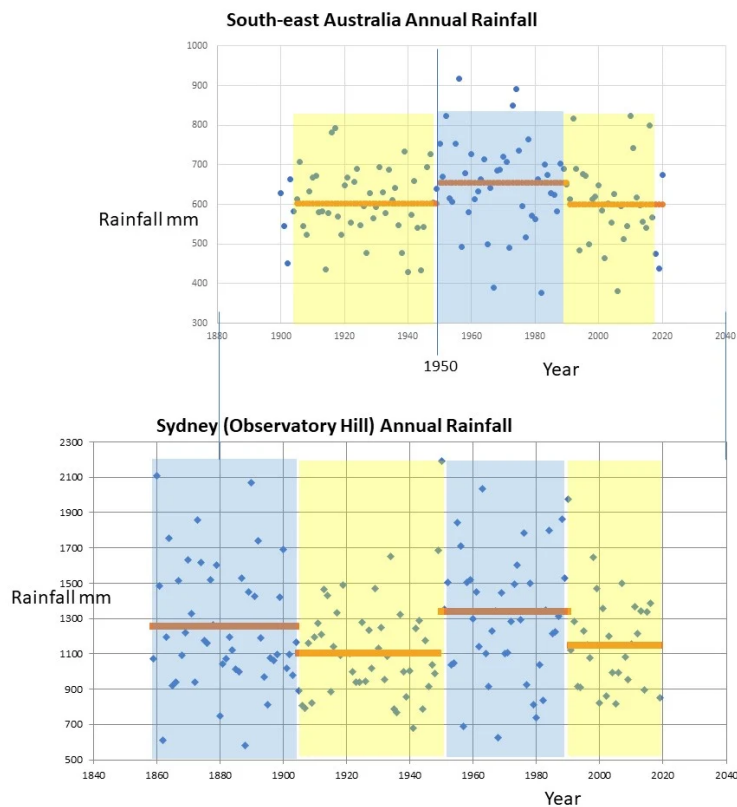 South-east Australia Annual Rainfall
1000
900
800
700
600
Rainfall mm
500
400
300
1880 1900 1920 1940 1960 1980 2000 2020 2040
1950 Year
Sydney (Observatory Hill) Annual Rainfall
2300
2100
1900
1700
1500
Rainfall mm
1300
1100
900
700
500
1840 1860 1880 1900 1920 1940 1960 1980 2000 2020 2040
Year